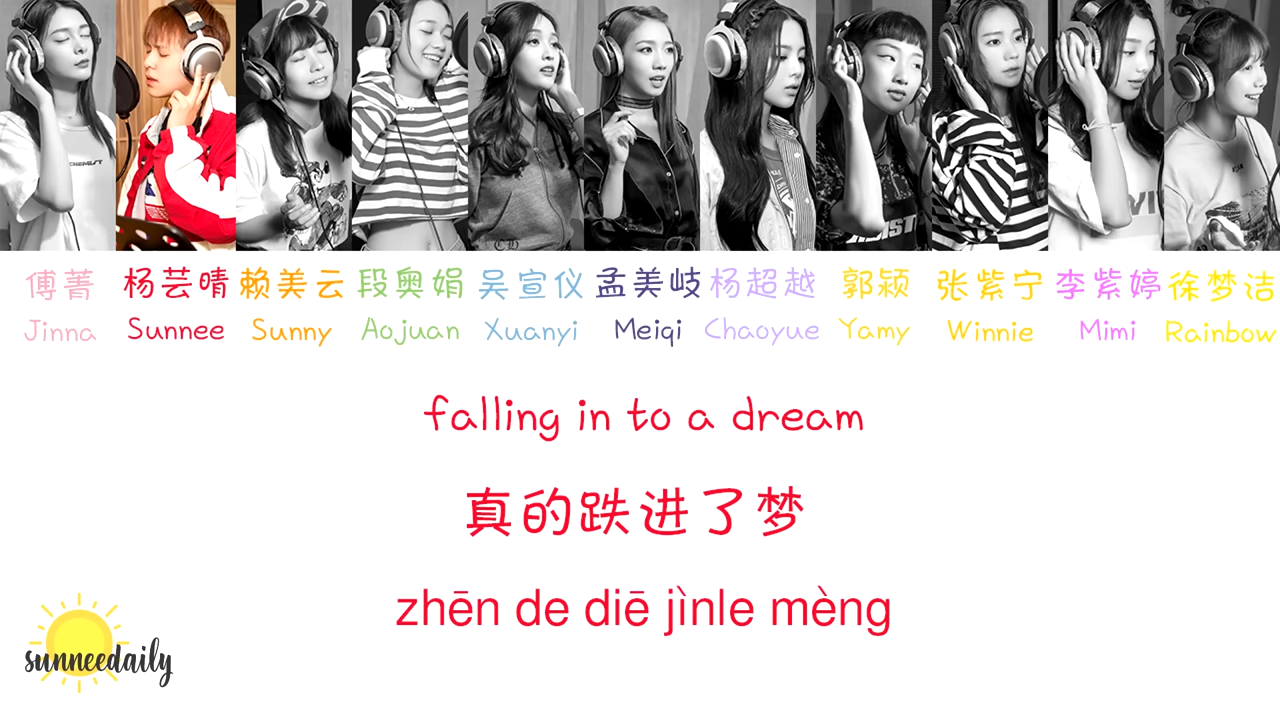 傅菁 杨芸晴 赖美云 段奥娟 吴宣仪 孟美岐 杨超越 郭颖 张紫宁 李紫婷 徐梦洁
Jinna Sunnee Sunny Aojuan Xuanyi Meiqi Chaoyue Yamy Winnie Mimi Rainbow
falling in to a dream
真的跌进了梦
zhēn de diē jìnle mèng
sunneedaily